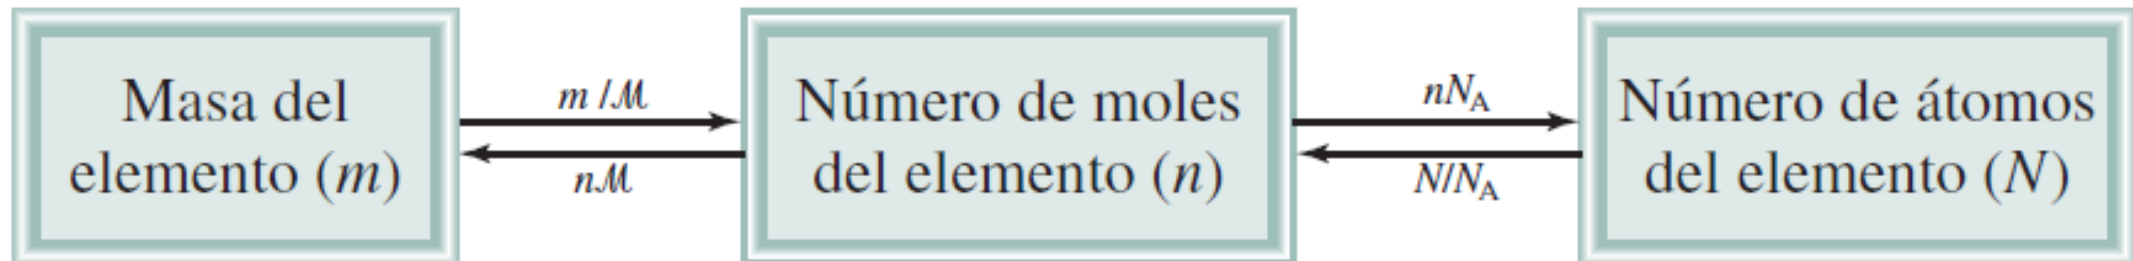 Masa del
elemento (m)
m/ℳ
nℳ
Número de moles
del elemento (n)
nN_A
N/N_A
Número de átomos
del elemento (N)